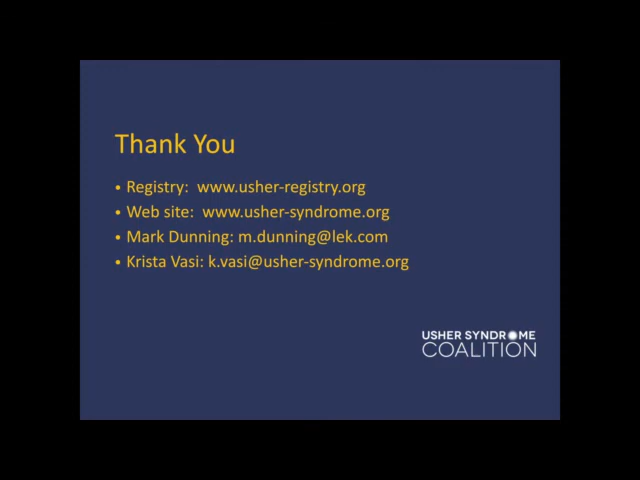 Thank You
• Registry: www.usher-registry.org
• Web site: www.usher-syndrome.org
• Mark Dunning: m.dunning@lek.com
• Krista Vasi: k.vasi@usher-syndrome.org
USHER SYNDROME
COALITION